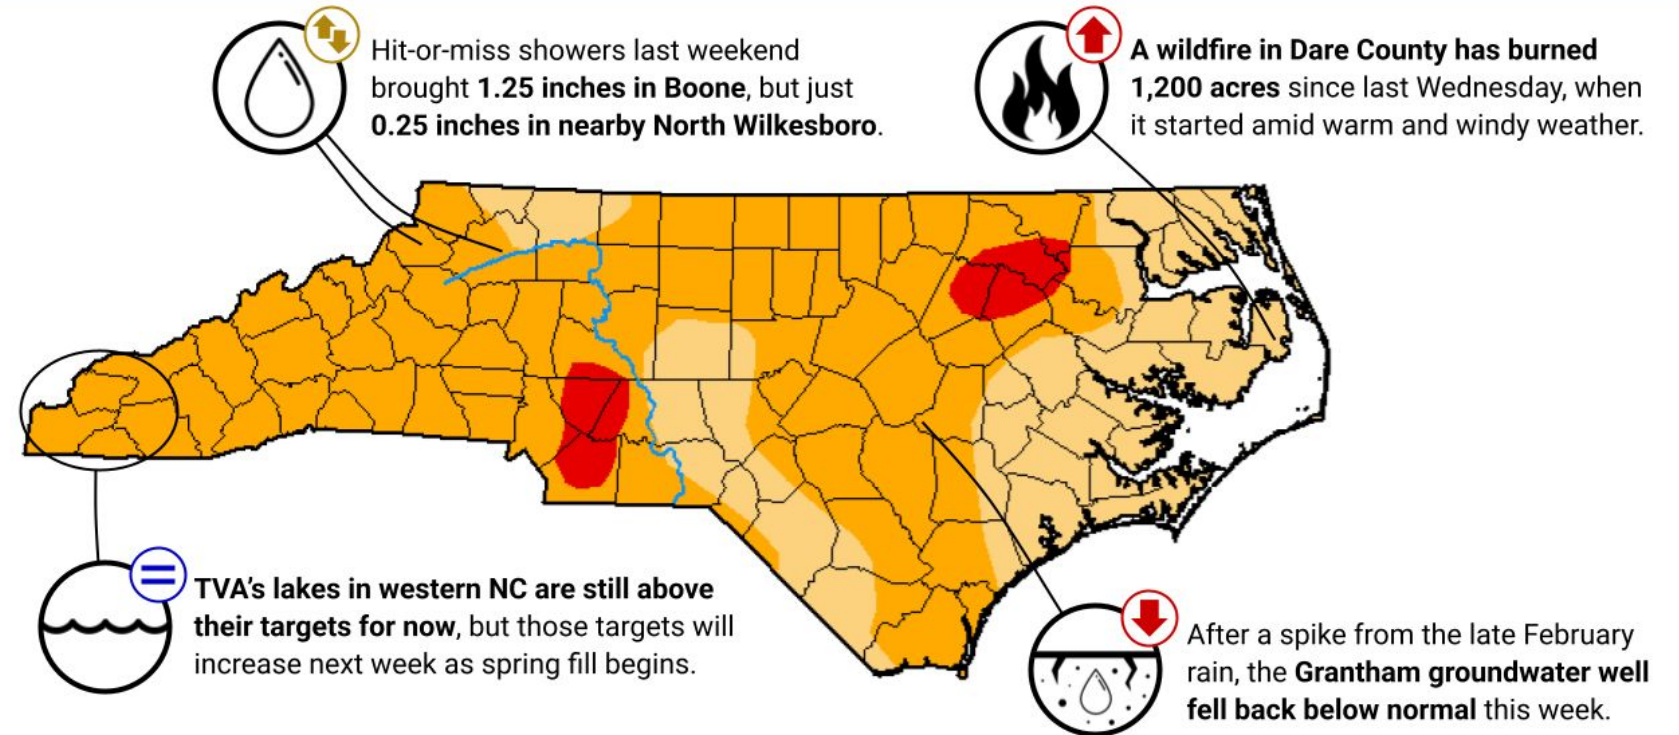 Hit-or-miss showers last weekend
brought 1.25 inches in Boone, but just
0.25 inches in nearby North Wilkesboro.
A wildfire in Dare County has burned
1,200 acres since last Wednesday, when
it started amid warm and windy weather.
TVA's lakes in western NC are still above
their targets for now, but those targets will
increase next week as spring fill begins.
After a spike from the late February
rain, the Grantham groundwater well
fell back below normal this week.